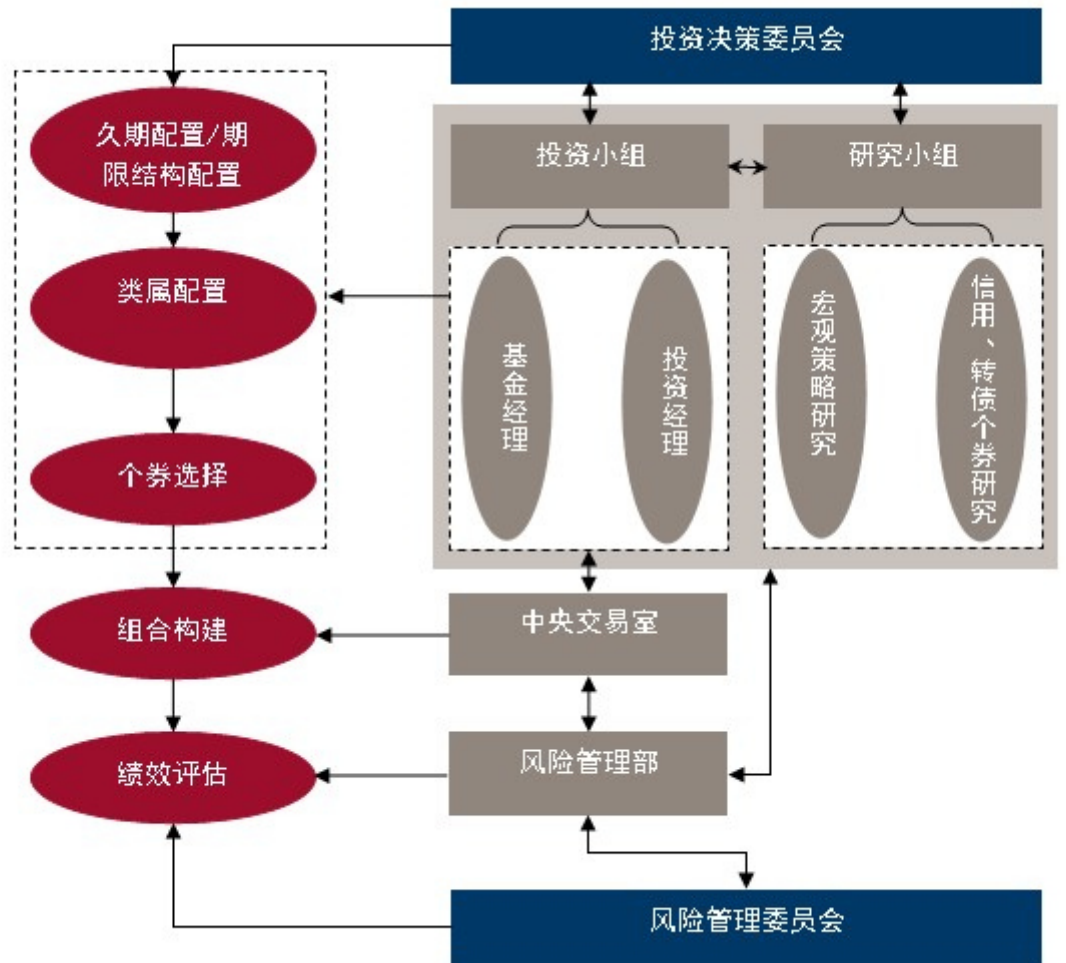 投资决策委员会
久期配置/期
限结构配置
投资小组
研究小组
类属配置
基金经理
投资经理
宏观策略研究
信用、转债个券研究
个券选择
组合构建
中央交易室
绩效评估
风险管理部
风险管理委员会